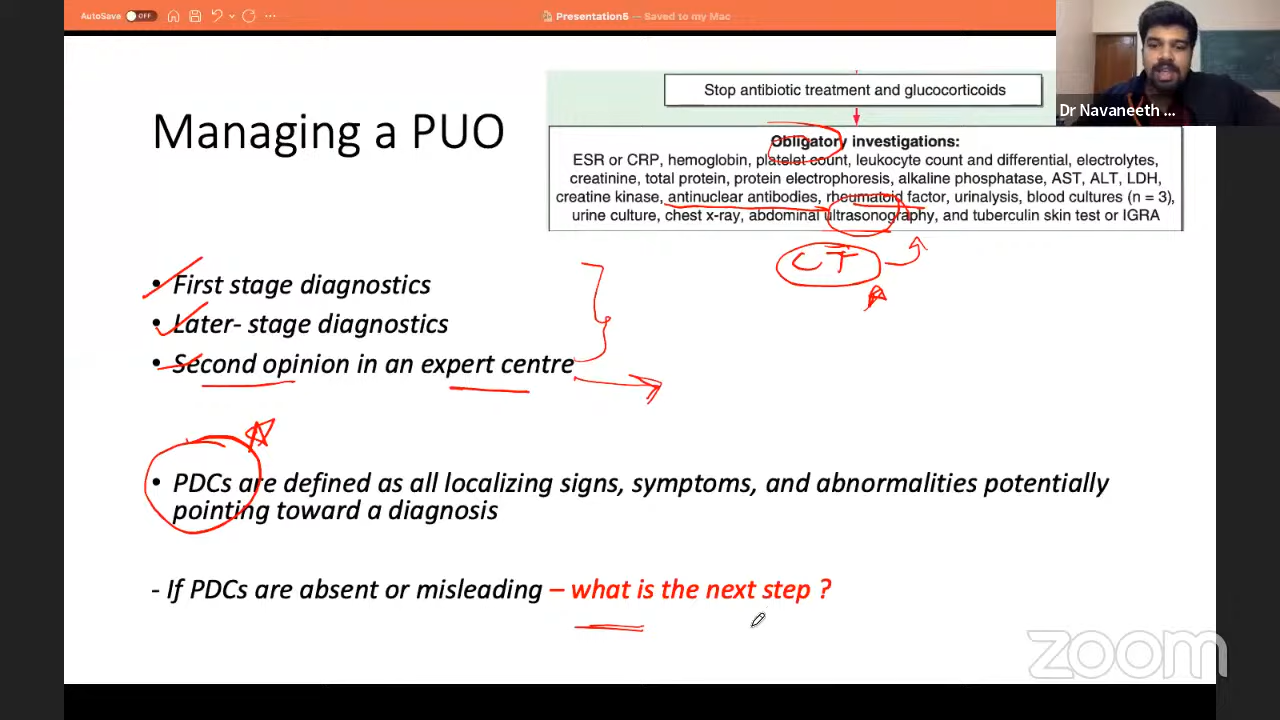 AutoSave OFF
Presentation5 — Saved to my Mac
Dr Navaneeth ...
Stop antibiotic treatment and glucocorticoids
Managing a PUO
Obligatory investigations:
ESR or CRP, hemoglobin, platelet count, leukocyte count and differential, electrolytes,
creatinine, total protein, protein electrophoresis, alkaline phosphatase, AST, ALT, LDH,
creatine kinase, antinuclear antibodies, rheumatoid factor, urinalysis, blood cultures (n = 3),
urine culture, chest x-ray, abdominal ultrasonography, and tuberculin skin test or IGRA
CT
• First stage diagnostics
• Later- stage diagnostics
• Second opinion in an expert centre
• PDCs are defined as all localizing signs, symptoms, and abnormalities potentially
pointing toward a diagnosis
- If PDCs are absent or misleading – what is the next step ?
zoom